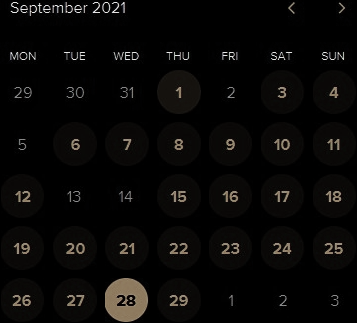 September 2021
MON TUE WED THU FRI SAT SUN
29 30 31 1 2 3 4
5 6 7 8 9 10 11
12 13 14 15 16 17 18
19 20 21 22 23 24 25
26 27 28 29 1 2 3